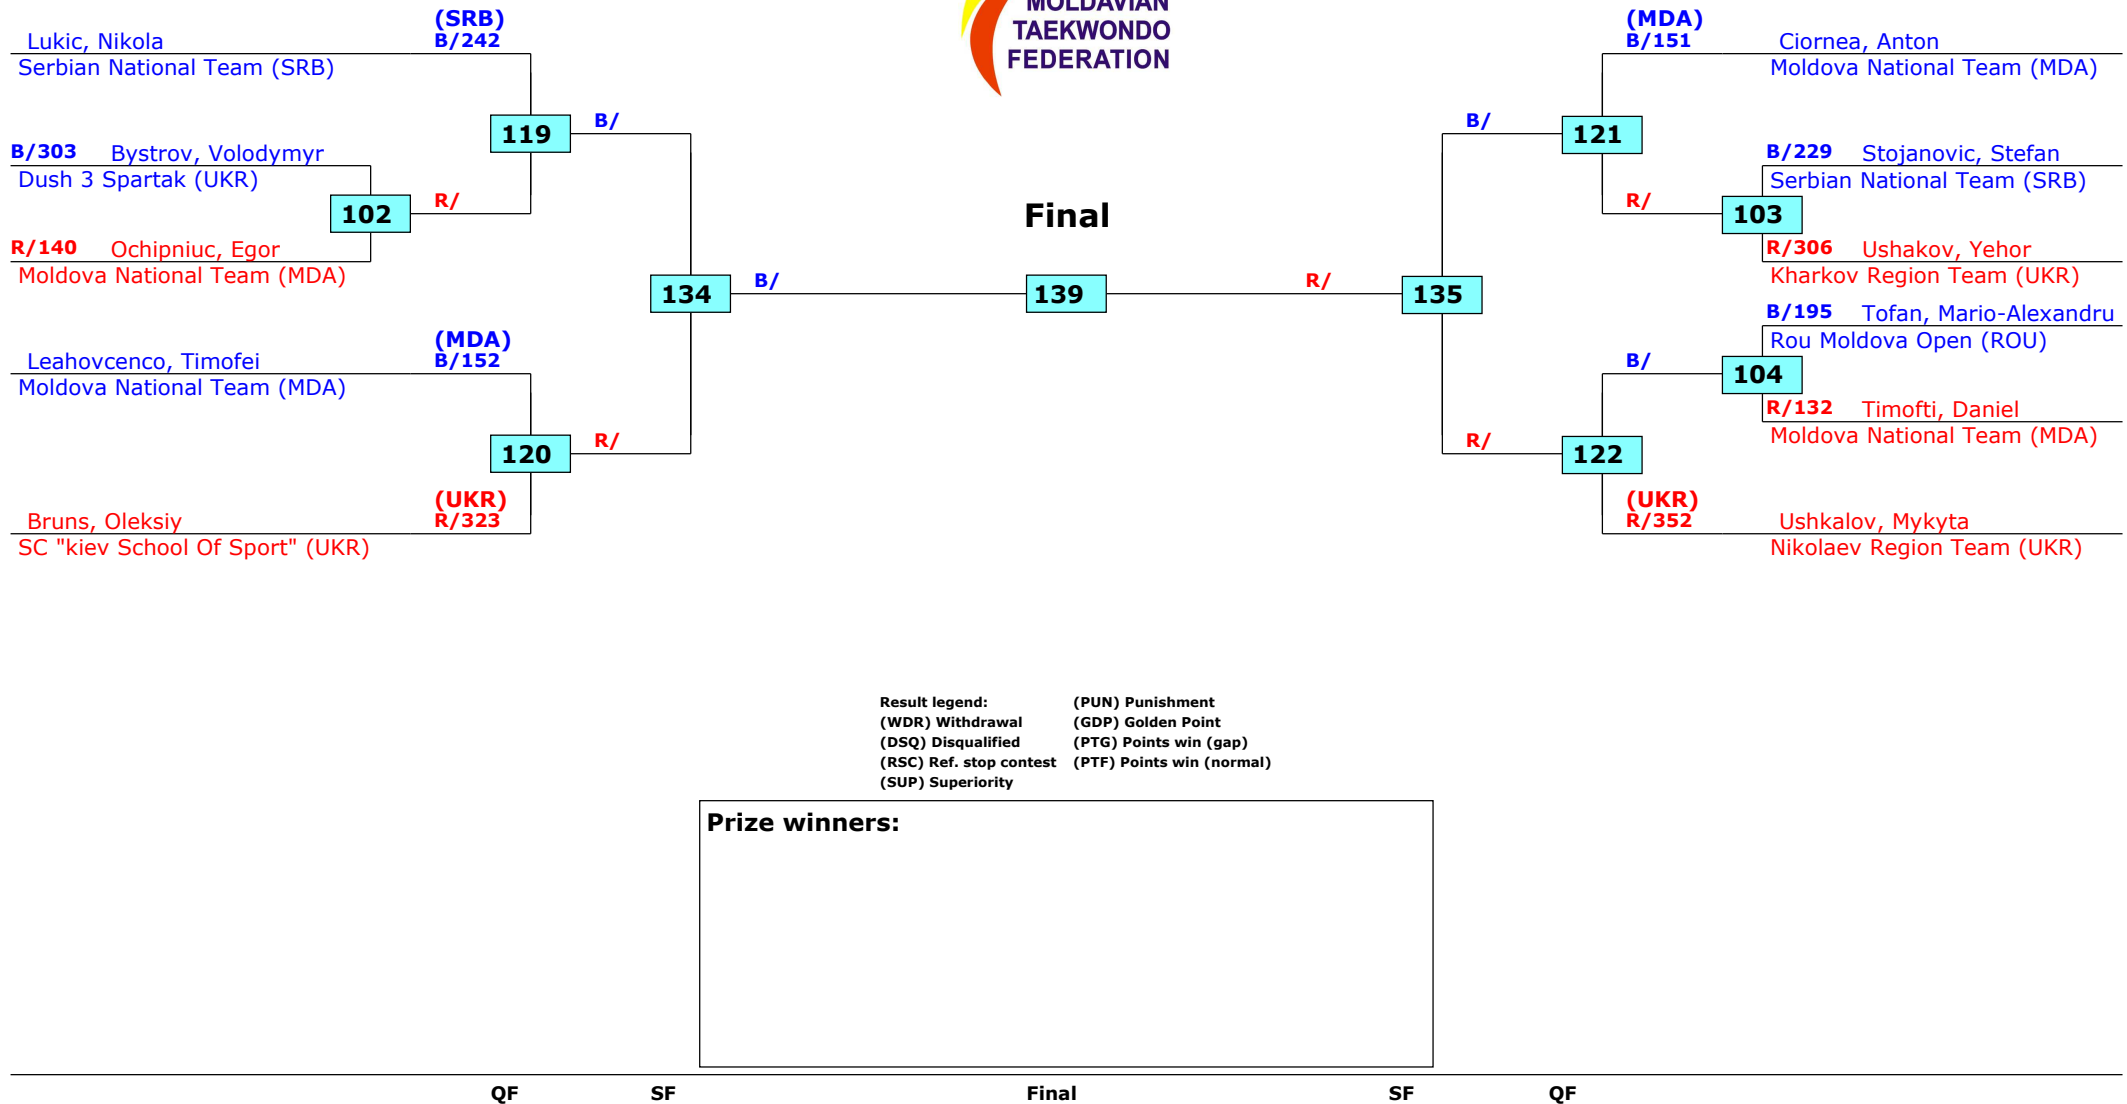 MOLDAVIAN
TAEKWONDO
FEDERATION
(SRB)
Lukic, Nikola B/242
Serbian National Team (SRB)
119
B/
B/303 Bystrov, Volodymyr
Dush 3 Spartak (UKR)
102
R/
R/140 Ochipniuc, Egor
Moldova National Team (MDA)
134
B/
(MDA)
Leahovcenco, Timofei B/152
Moldova National Team (MDA)
120
R/
(UKR)
Bruns, Oleksiy R/323
SC "kiev School Of Sport" (UKR)
Final
139
(MDA)
B/151 Ciornea, Anton
Moldova National Team (MDA)
B/
121
B/229 Stojanovic, Stefan
Serbian National Team (SRB)
R/
103
R/306 Ushakov, Yehor
Kharkov Region Team (UKR)
R/
135
B/195 Tofan, Mario-Alexandru
Rou Moldova Open (ROU)
B/
104
R/132 Timofti, Daniel
Moldova National Team (MDA)
R/
122
(UKR)
R/352 Ushkalov, Mykyta
Nikolaev Region Team (UKR)
Result legend: (PUN) Punishment
(WDR) Withdrawal (GDP) Golden Point
(DSQ) Disqualified (PTG) Points win (gap)
(RSC) Ref. stop contest (PTF) Points win (normal)
(SUP) Superiority
Prize winners:
QF SF Final SF QF